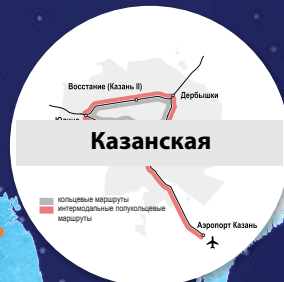 Восстание (Казань II)
Дербышки
Казанская
кольцевые маршруты
интермодальные полукольцевые
маршруты
Аэропорт Казань